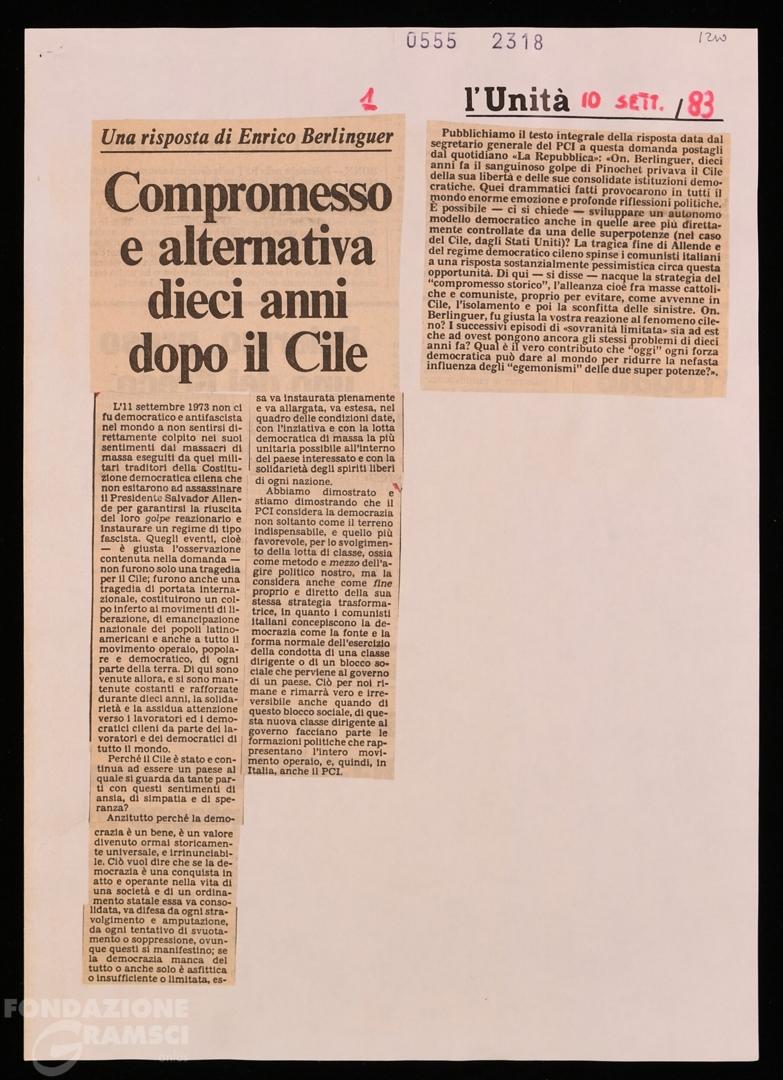 0555 2318
1200
1
l'Unità 10 SETT. / 83
Una risposta di Enrico Berlinguer
Compromesso
e alternativa
dieci anni
dopo il Cile
Pubblichiamo il testo integrale della risposta data dal
segretario generale del PCI a questa domanda postagli
dal quotidiano «La Repubblica»: «On. Berlinguer, dieci
anni fa il sanguinoso golpe di Pinochet privava il Cile
della sua libertà e delle sue consolidate istituzioni demo-
cratiche. Quei drammatici fatti provocarono in tutti il
mondo enorme emozione e profonde riflessioni politiche.
È possibile — ci si chiede — sviluppare un autonomo
modello democratico anche in quelle aree più diretta-
mente controllate da una delle superpotenze (nel caso
del Cile, dagli Stati Uniti)? La tragica fine di Allende e
del regime democratico cileno spinse i comunisti italiani
a una risposta sostanzialmente pessimistica circa questa
opportunità. Di qui — si disse — nacque la strategia del
"compromesso storico", l'alleanza cioè fra masse cattoli-
che e comuniste, proprio per evitare, come avvenne in
Cile, l'isolamento e poi la sconfitta delle sinistre. On.
Berlinguer, fu giusta la vostra reazione al fenomeno cile-
no? I successivi episodi di «sovranità limitata» sia ad est
che ad ovest pongono ancora gli stessi problemi di dieci
anni fa? Qual è il vero contributo che "oggi" ogni forza
democratica può dare al mondo per ridurre la nefasta
influenza degli "egemonismi" delle due super potenze?».
L'11 settembre 1973 non ci
fu democratico e antifascista
nel mondo a non sentirsi di-
rettamente colpito nei suoi
sentimenti dai massacri di
massa eseguiti da quei mili-
tari traditori della Costitu-
zione democratica cilena che
non esitarono ad assassinare
il Presidente Salvador Allen-
de per garantirsi la riuscita
del loro golpe reazionario e
instaurare un regime di tipo
fascista. Quegli eventi, cioè
— è giusta l'osservazione
contenuta nella domanda —
non furono solo una tragedia
per il Cile; furono anche una
tragedia di portata interna-
zionale, costituirono un col-
po inferto ai movimenti di li-
berazione, di emancipazione
nazionale dei popoli latino-
americani e anche a tutto il
movimento operaio, popola-
re e democratico, di ogni
parte della terra. Di qui sono
venute allora, e si sono man-
tenute costanti e rafforzate
durante dieci anni, la solida-
rietà e la assidua attenzione
verso i lavoratori ed i demo-
cratici cileni da parte dei la-
voratori e dei democratici di
tutto il mondo.
Perché il Cile è stato e con-
tinua ad essere un paese al
quale si guarda da tante par-
ti con questi sentimenti di
ansia, di simpatia e di spe-
ranza?
Anzitutto perché la demo-
crazia è un bene, è un valore
divenuto ormai storicamen-
te universale, e irrinunciabi-
le. Ciò vuol dire che se la de-
mocrazia è una conquista in
atto e operante nella vita di
una società e di un ordina-
mento statale essa va conso-
lidata, va difesa da ogni stra-
volgimento e amputazione,
da ogni tentativo di svuota-
mento o soppressione, ovun-
que questi si manifestino; se
la democrazia manca del
tutto o anche solo è asfittica
o insufficiente o limitata, es-
sa va instaurata pienamente
e va allargata, va estesa, nel
quadro delle condizioni date,
con l'inziativa e con la lotta
democratica di massa la più
unitaria possibile all'interno
del paese interessato e con la
solidarietà degli spiriti liberi
di ogni nazione.
Abbiamo dimostrato e
stiamo dimostrando che il
PCI considera la democrazia
non soltanto come il terreno
indispensabile, e quello più
favorevole, per lo svolgimen-
to della lotta di classe, ossia
come metodo e mezzo dell'a-
gire politico nostro, ma la
considera anche come fine
proprio e diretto della sua
stessa strategia trasforma-
trice, in quanto i comunisti
italiani concepiscono la de-
mocrazia come la fonte e la
forma normale dell'esercizio
della condotta di una classe
dirigente o di un blocco so-
ciale che perviene al governo
di un paese. Ciò per noi ri-
mane e rimarrà vero e irre-
versibile anche quando di
questo blocco sociale, di que-
sta nuova classe dirigente al
governo facciano parte le
formazioni politiche che rap-
presentano l'intero movi-
mento operaio, e, quindi, in
Italia, anche il PCI.
FONDAZIONE
GRAMSCI
onlus